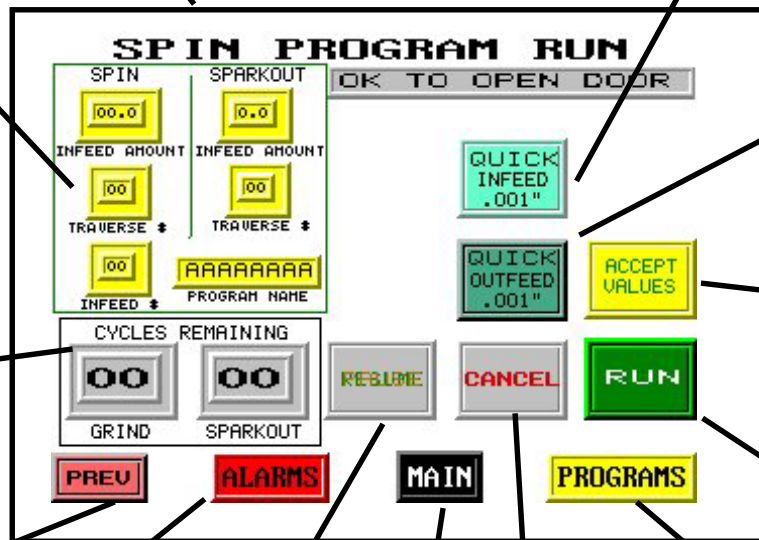 SPIN PROGRAM RUN
SPIN SPARKOUT
OK TO OPEN DOOR
00.0 0.0
INFEED AMOUNT INFEED AMOUNT
00 00
TRAVERSE # TRAVERSE #
00
INFEED #
AAAAAAAA
PROGRAM NAME
QUICK
INFEED
.001"
QUICK
OUTFEED
.001"
ACCEPT
VALUES
CYCLES REMAINING
00 00
GRIND SPARKOUT
CANCEL
RUN
PREV
ALARMS
MAIN
PROGRAMS